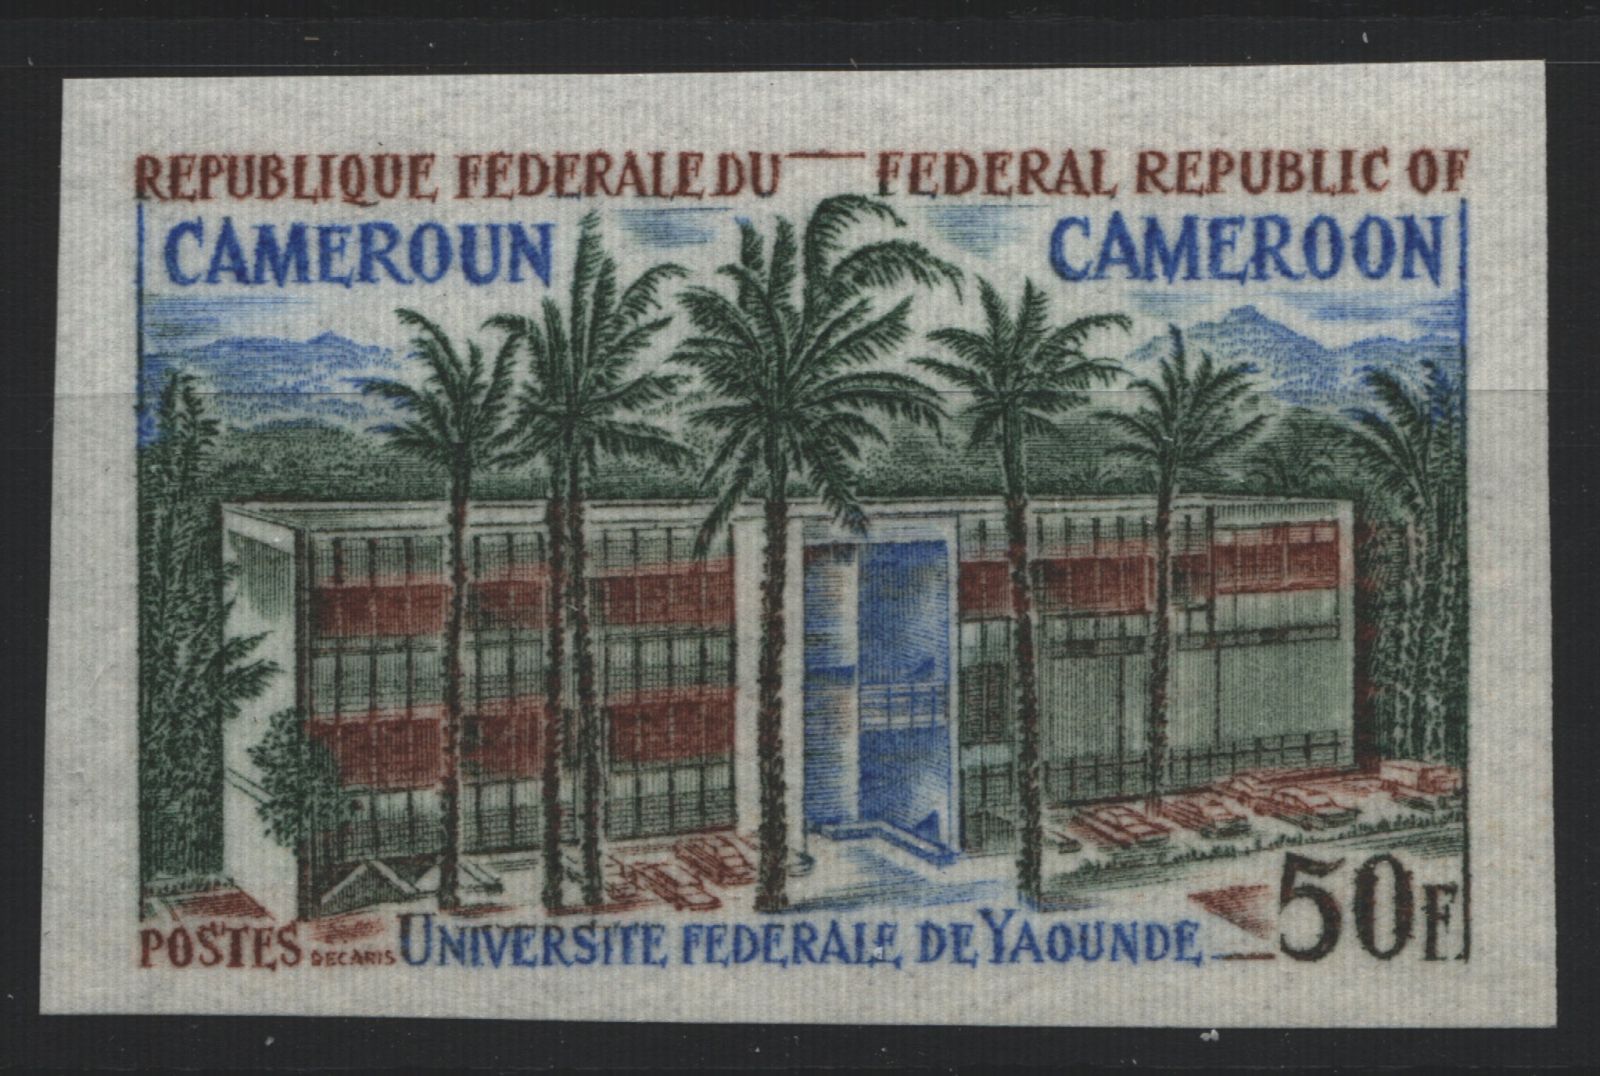 REPUBLIQUE FEDERALE DU FEDERAL REPUBLIC OF
CAMEROUN CAMEROON
POSTES DECARIS UNIVERSITE FEDERALE DE YAOUNDE 50F